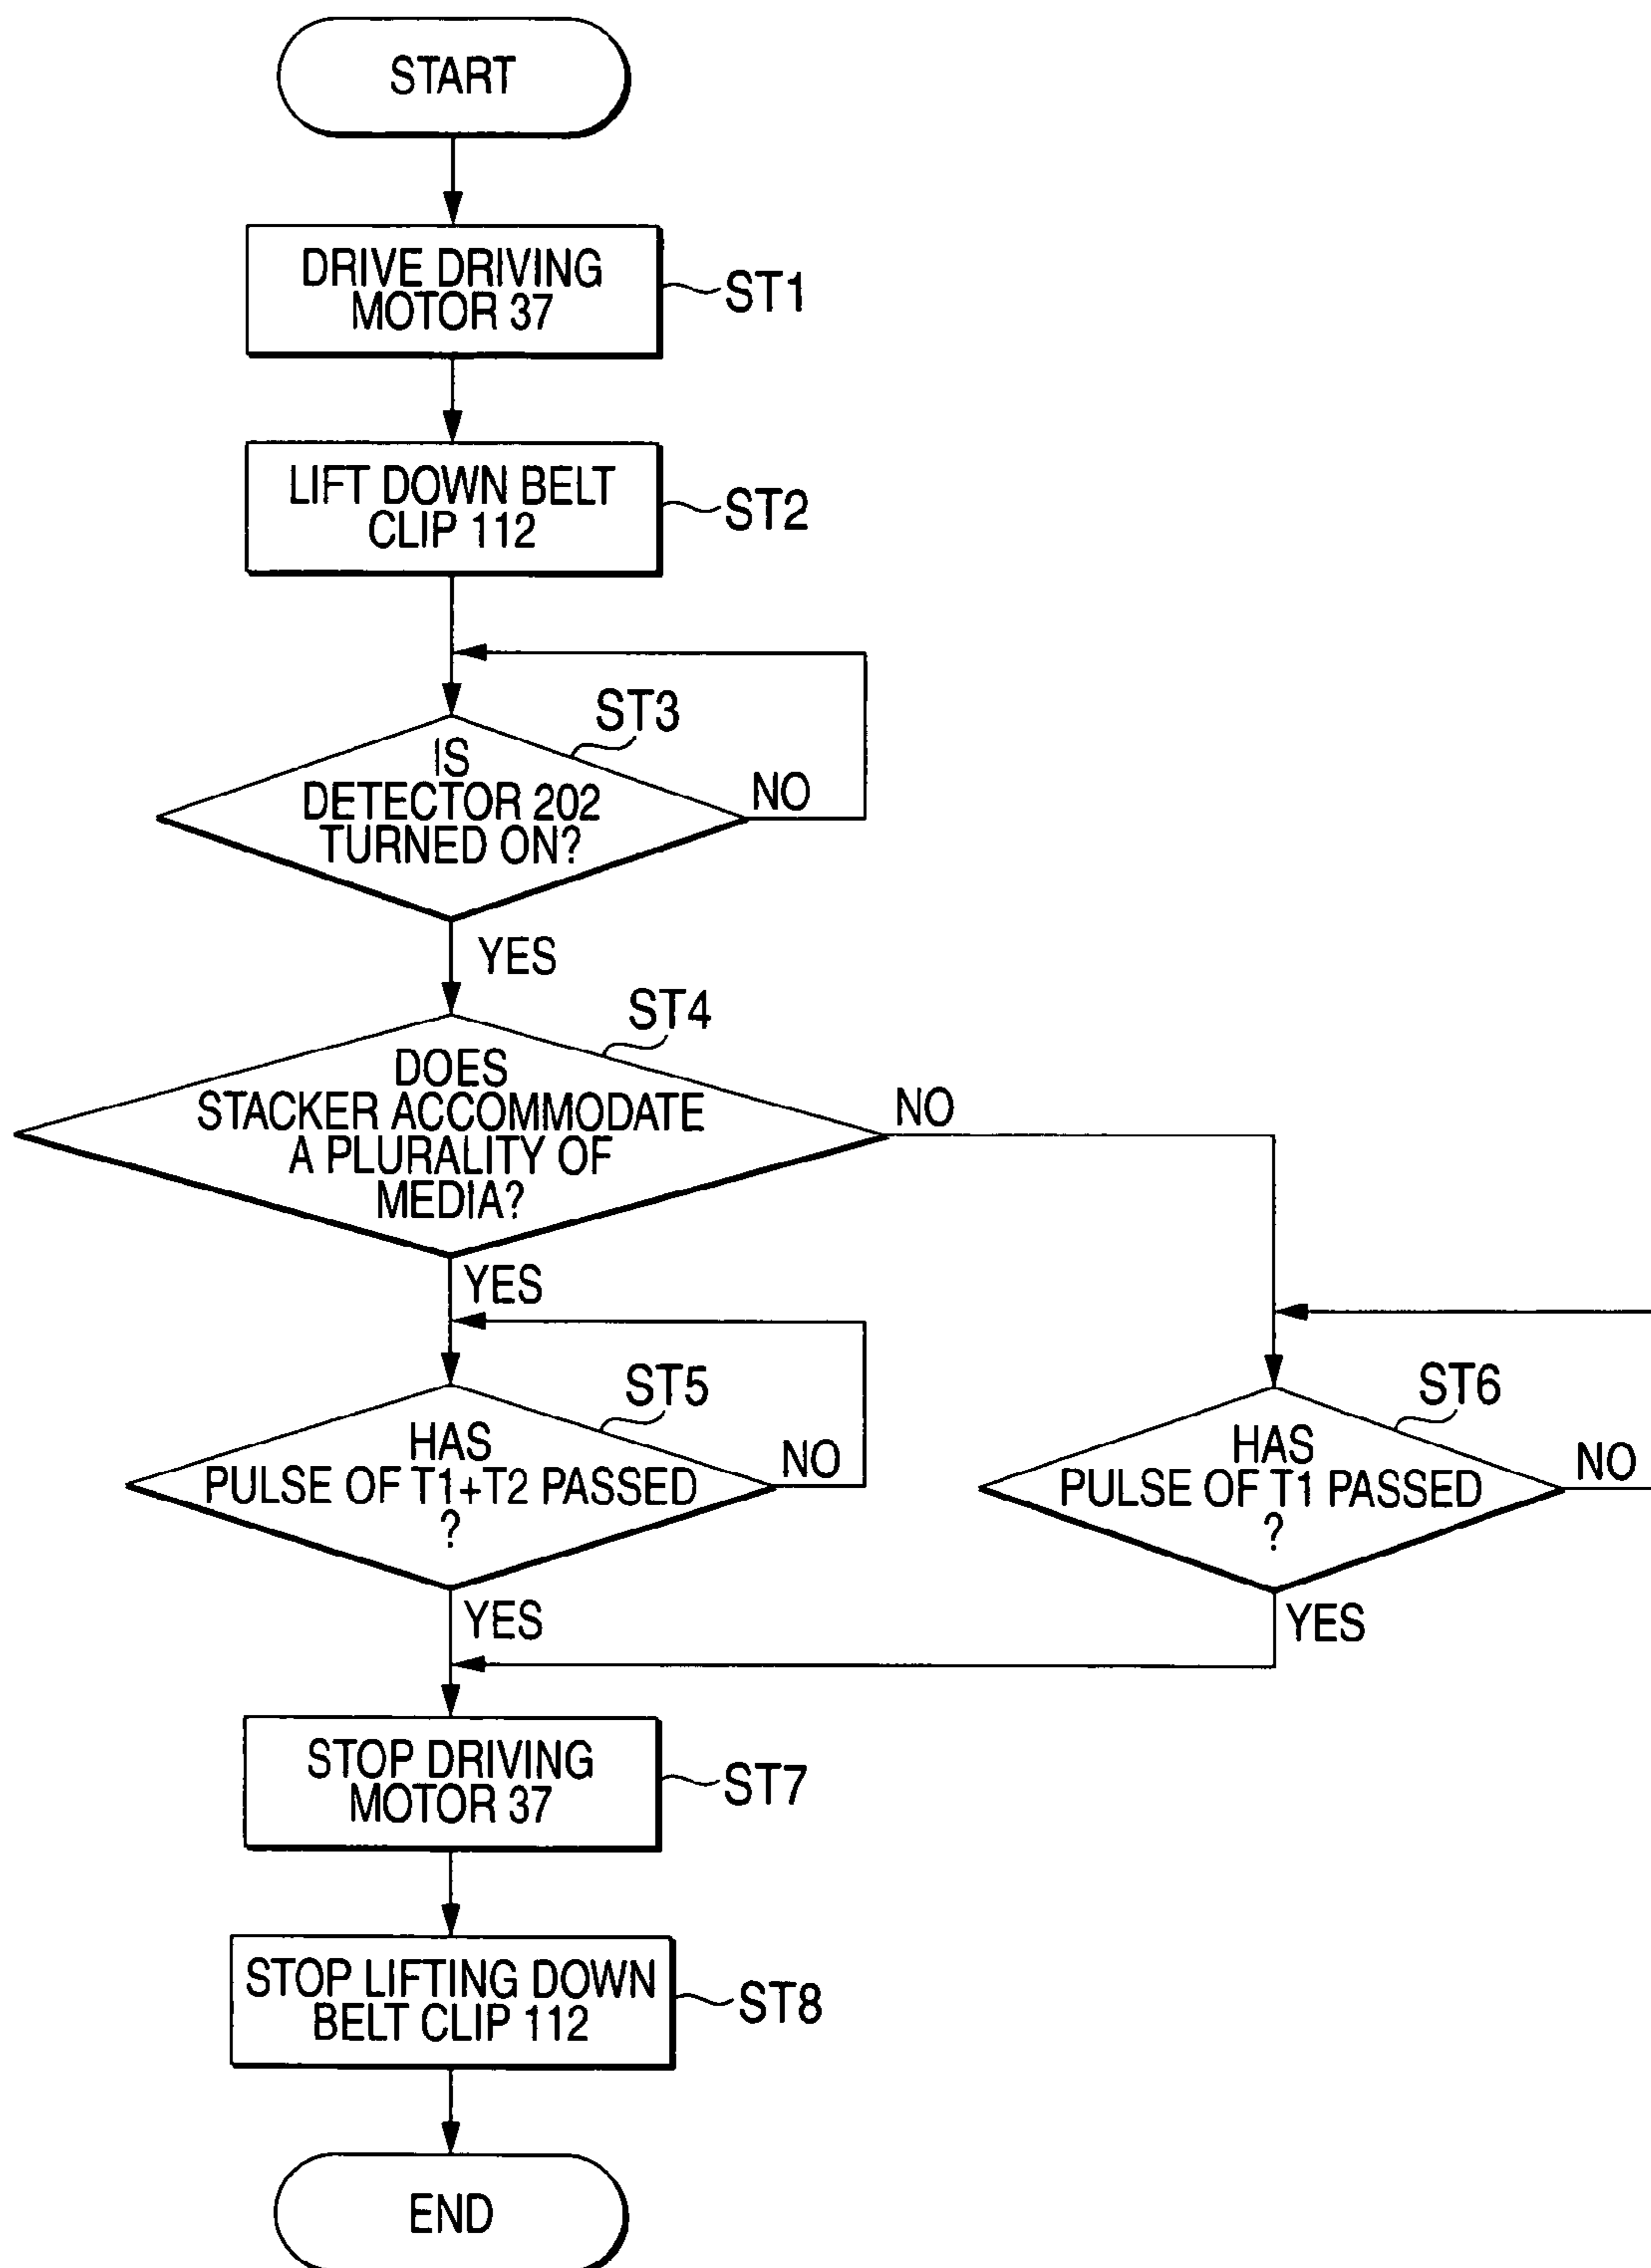 START
DRIVE DRIVING
MOTOR 37
ST1
LIFT DOWN BELT
CLIP 112
ST2
ST3
IS
DETECTOR 202
TURNED ON?
NO
YES
ST4
DOES
STACKER ACCOMMODATE
A PLURALITY OF
MEDIA?
NO
YES
ST5
HAS
PULSE OF T1+T2 PASSED
?
NO
YES
ST6
HAS
PULSE OF T1 PASSED
?
NO
YES
STOP DRIVING
MOTOR 37
ST7
STOP LIFTING DOWN
BELT CLIP 112
ST8
END